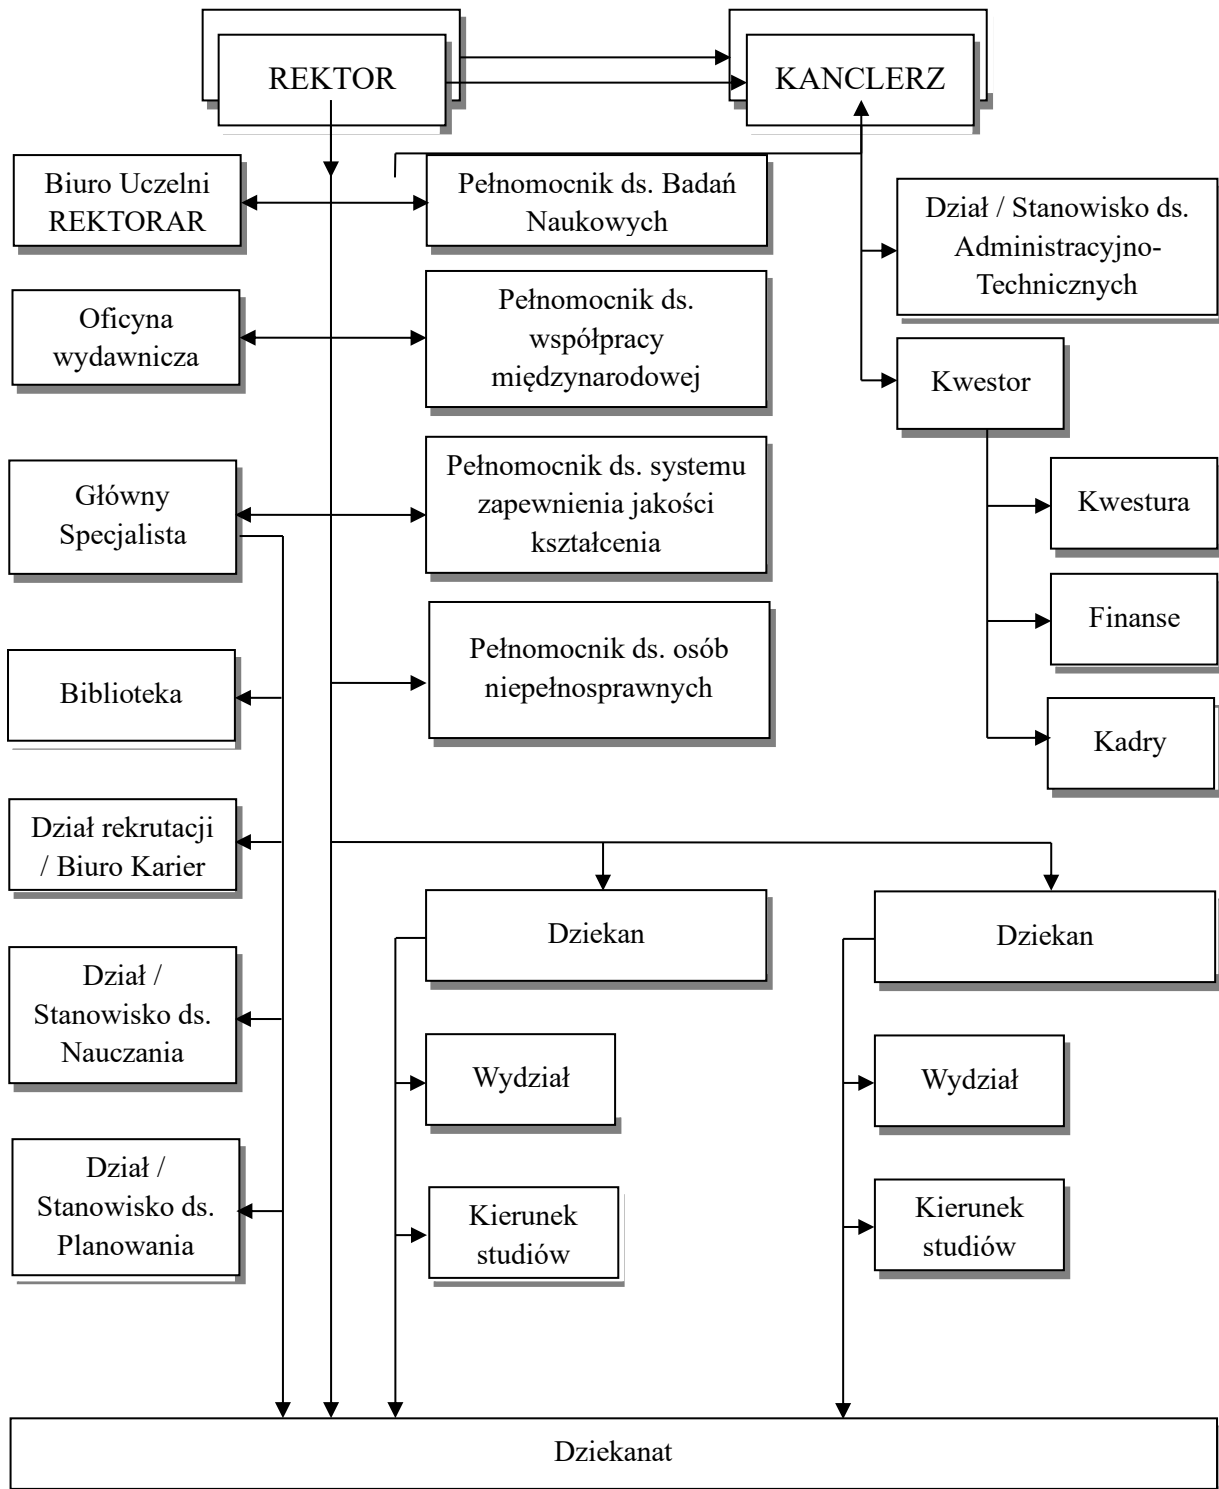 REKTOR
KANCLERZ
Biuro Uczelni
REKTORAR
Pełnomocnik ds. Badań
Naukowych
Dział / Stanowisko ds.
Administracyjno-
Technicznych
Oficyna
wydawnicza
Pełnomocnik ds.
współpracy
międzynarodowej
Kwestor
Główny
Specjalista
Pełnomocnik ds. systemu
zapewnienia jakości
kształcenia
Kwestura
Finanse
Biblioteka
Pełnomocnik ds. osób
niepełnosprawnych
Kadry
Dział rekrutacji
/ Biuro Karier
Dziekan
Dziekan
Dział /
Stanowisko ds.
Nauczania
Wydział
Wydział
Dział /
Stanowisko ds.
Planowania
Kierunek
studiów
Kierunek
studiów
Dziekanat